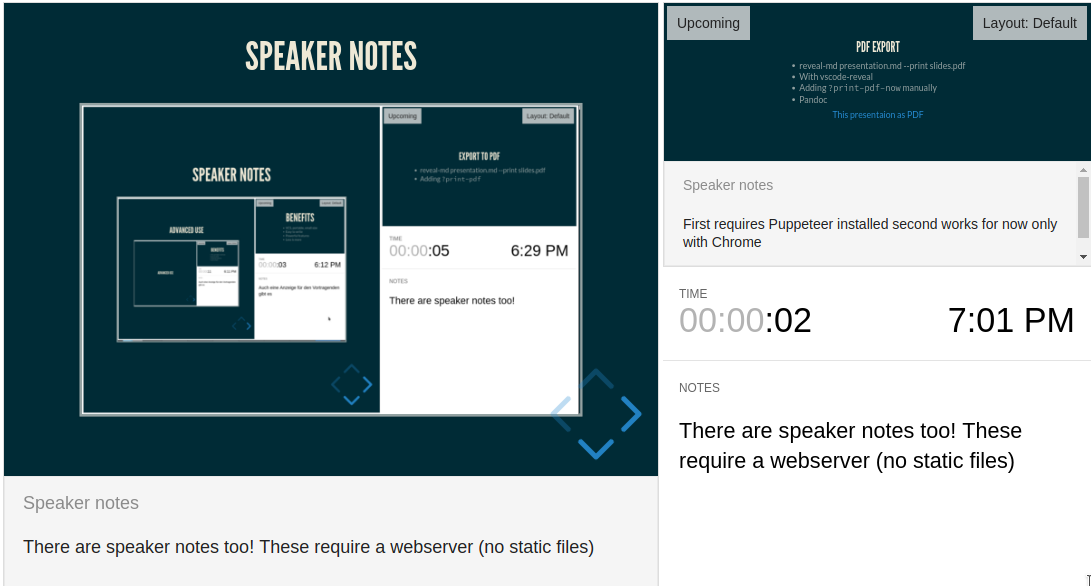 SPEAKER NOTES
Upcoming
Layout: Default
EXPORT TO PDF
reveal-md presentation.md --print slides.pdf
Adding ?print-pdf
TIME
00:00:05 6:29 PM
NOTES
There are speaker notes too!
SPEAKER NOTES
BENEFITS
00:00:03 6:12 PM
Auch eine Anzeige für den Vortragenden
gibt es
ADVANCED USE
BENEFITS
Speaker notes
There are speaker notes too! These require a webserver (no static files)
Upcoming
Layout: Default
PDF EXPORT
reveal-md presentation.md --print slides.pdf
With vscode-reveal
Adding ?print-pdf-now manually
Pandoc
This presentaion as PDF
Speaker notes
First requires Puppeteer installed second works for now only
with Chrome
TIME
00:00:02 7:01 PM
NOTES
There are speaker notes too! These
require a webserver (no static files)